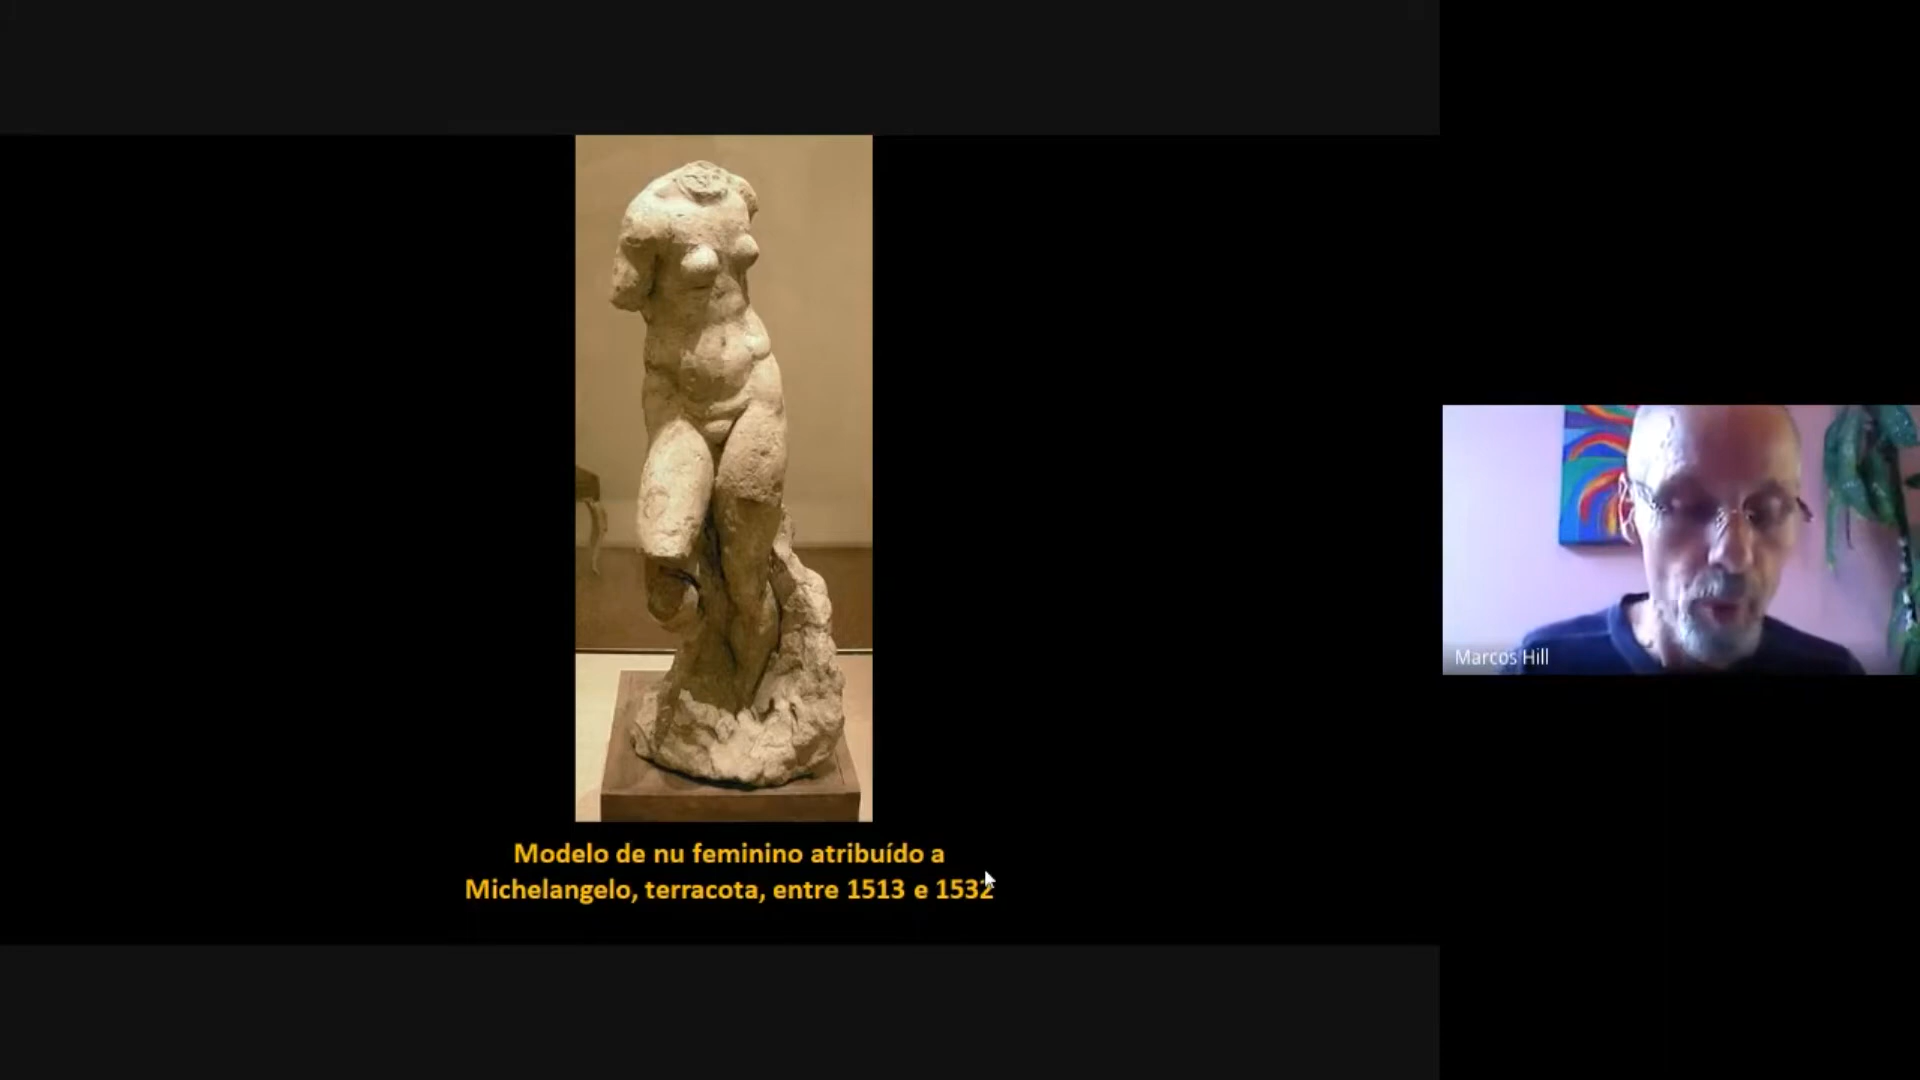 Modelo de nu feminino atribuído a
Michelangelo, terracota, entre 1513 e 1532
Marcos Hill